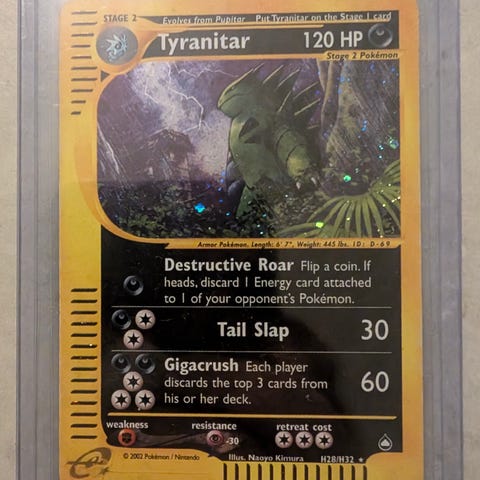 STAGE 2 Evolves from Pupitar Put Tyranitar on the Stage 1 card
Tyranitar 120 HP
Stage 2 Pokémon
Armor Pokémon. Length: 6' 7", Weight: 445 lbs. ID: D-69
Destructive Roar Flip a coin. If
heads, discard 1 Energy card attached
to 1 of your opponent's Pokémon.
Tail Slap 30
Gigacrush Each player
discards the top 3 cards from
his or her deck.
60
weakness resistance retreat cost
-30
© 2002 Pokémon / Nintendo Illus. Naoyo Kimura H28/H32 ★